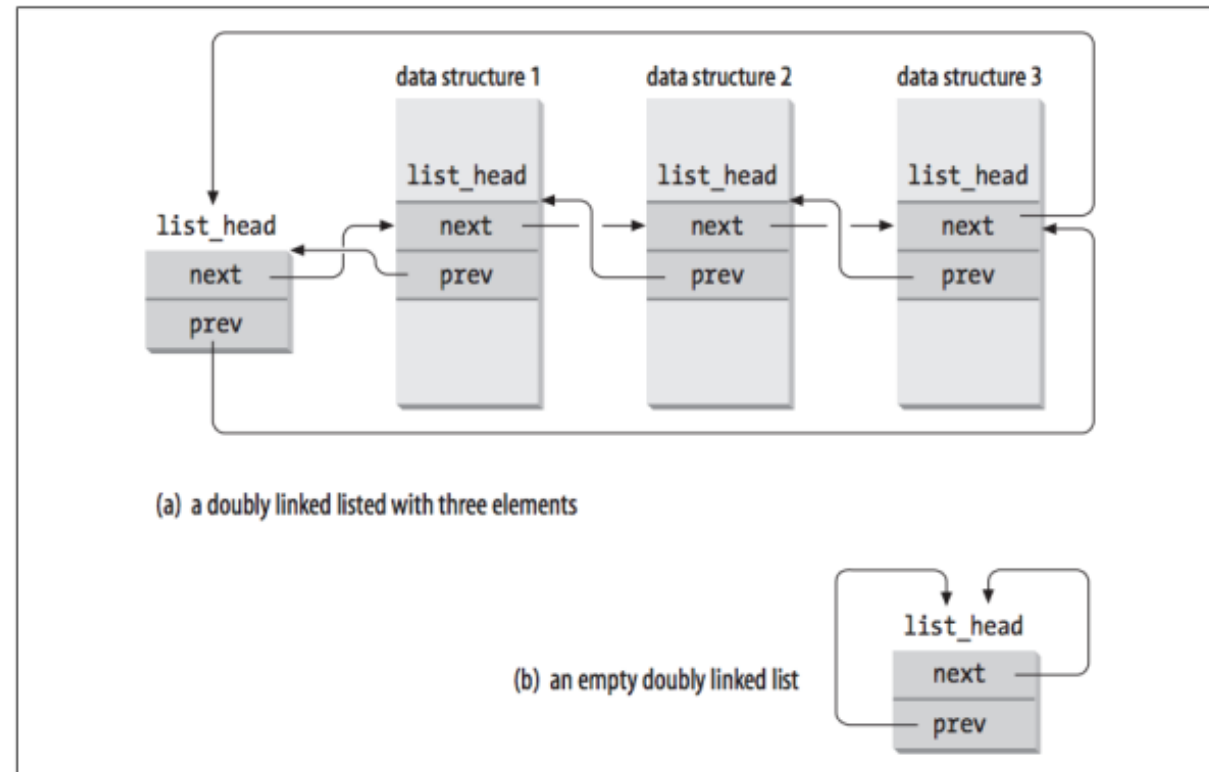 data structure 1 data structure 2 data structure 3
list_head list_head list_head
list_head next next next
next prev prev prev
prev
(a) a doubly linked listed with three elements
list_head
(b) an empty doubly linked list next
prev